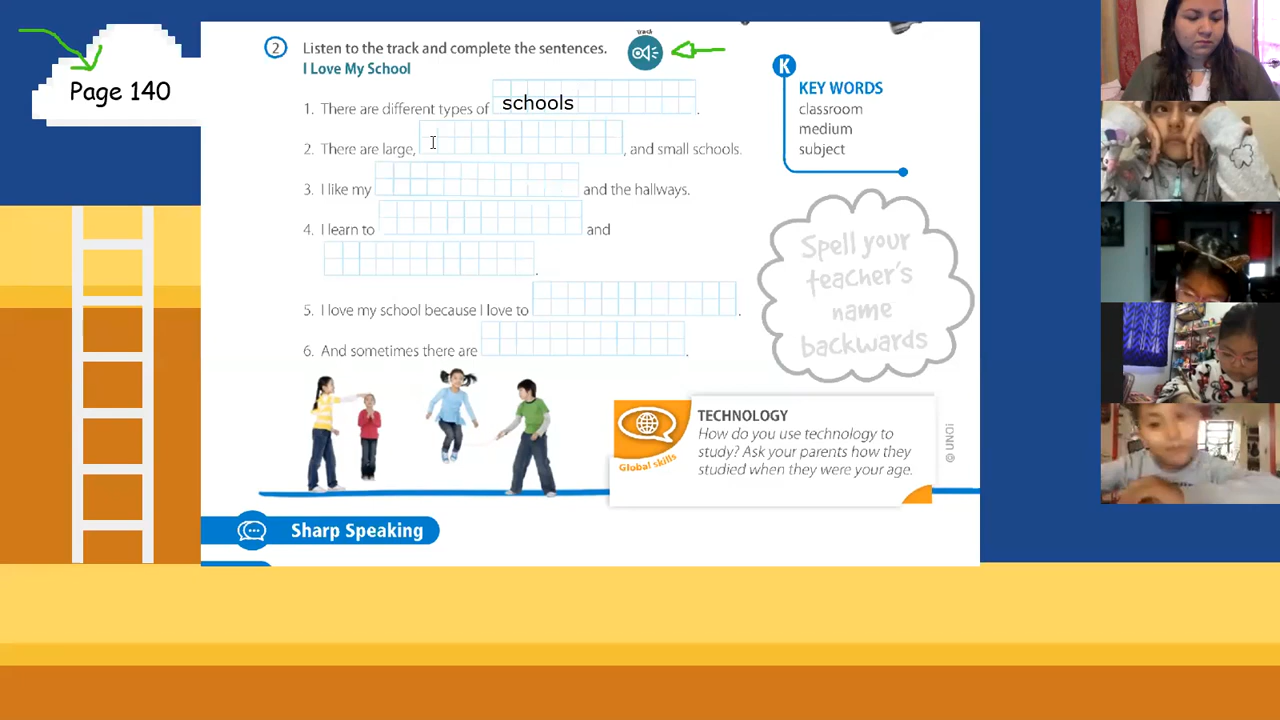 Page 140
2 Listen to the track and complete the sentences.
track
I Love My School
1. There are different types of schools .
2. There are large, , and small schools.
3. I like my and the hallways.
4. I learn to and
.
5. I love my school because I love to .
6. And sometimes there are .
K
KEY WORDS
classroom
medium
subject
Spell your
teacher's
name
backwards
Global skills
TECHNOLOGY
How do you use technology to
study? Ask your parents how they
studied when they were your age.
© UNOi
Sharp Speaking